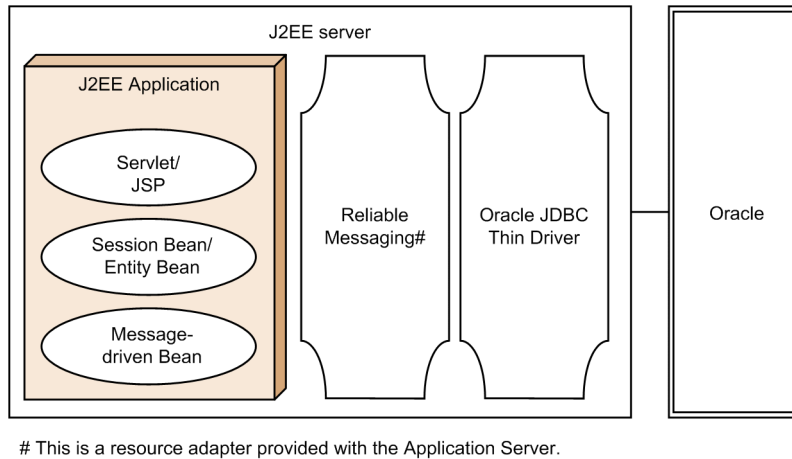 J2EE server
J2EE Application
Servlet/
JSP
Session Bean/
Entity Bean
Message-
driven Bean
Reliable
Messaging#
Oracle JDBC
Thin Driver
Oracle
# This is a resource adapter provided with the Application Server.